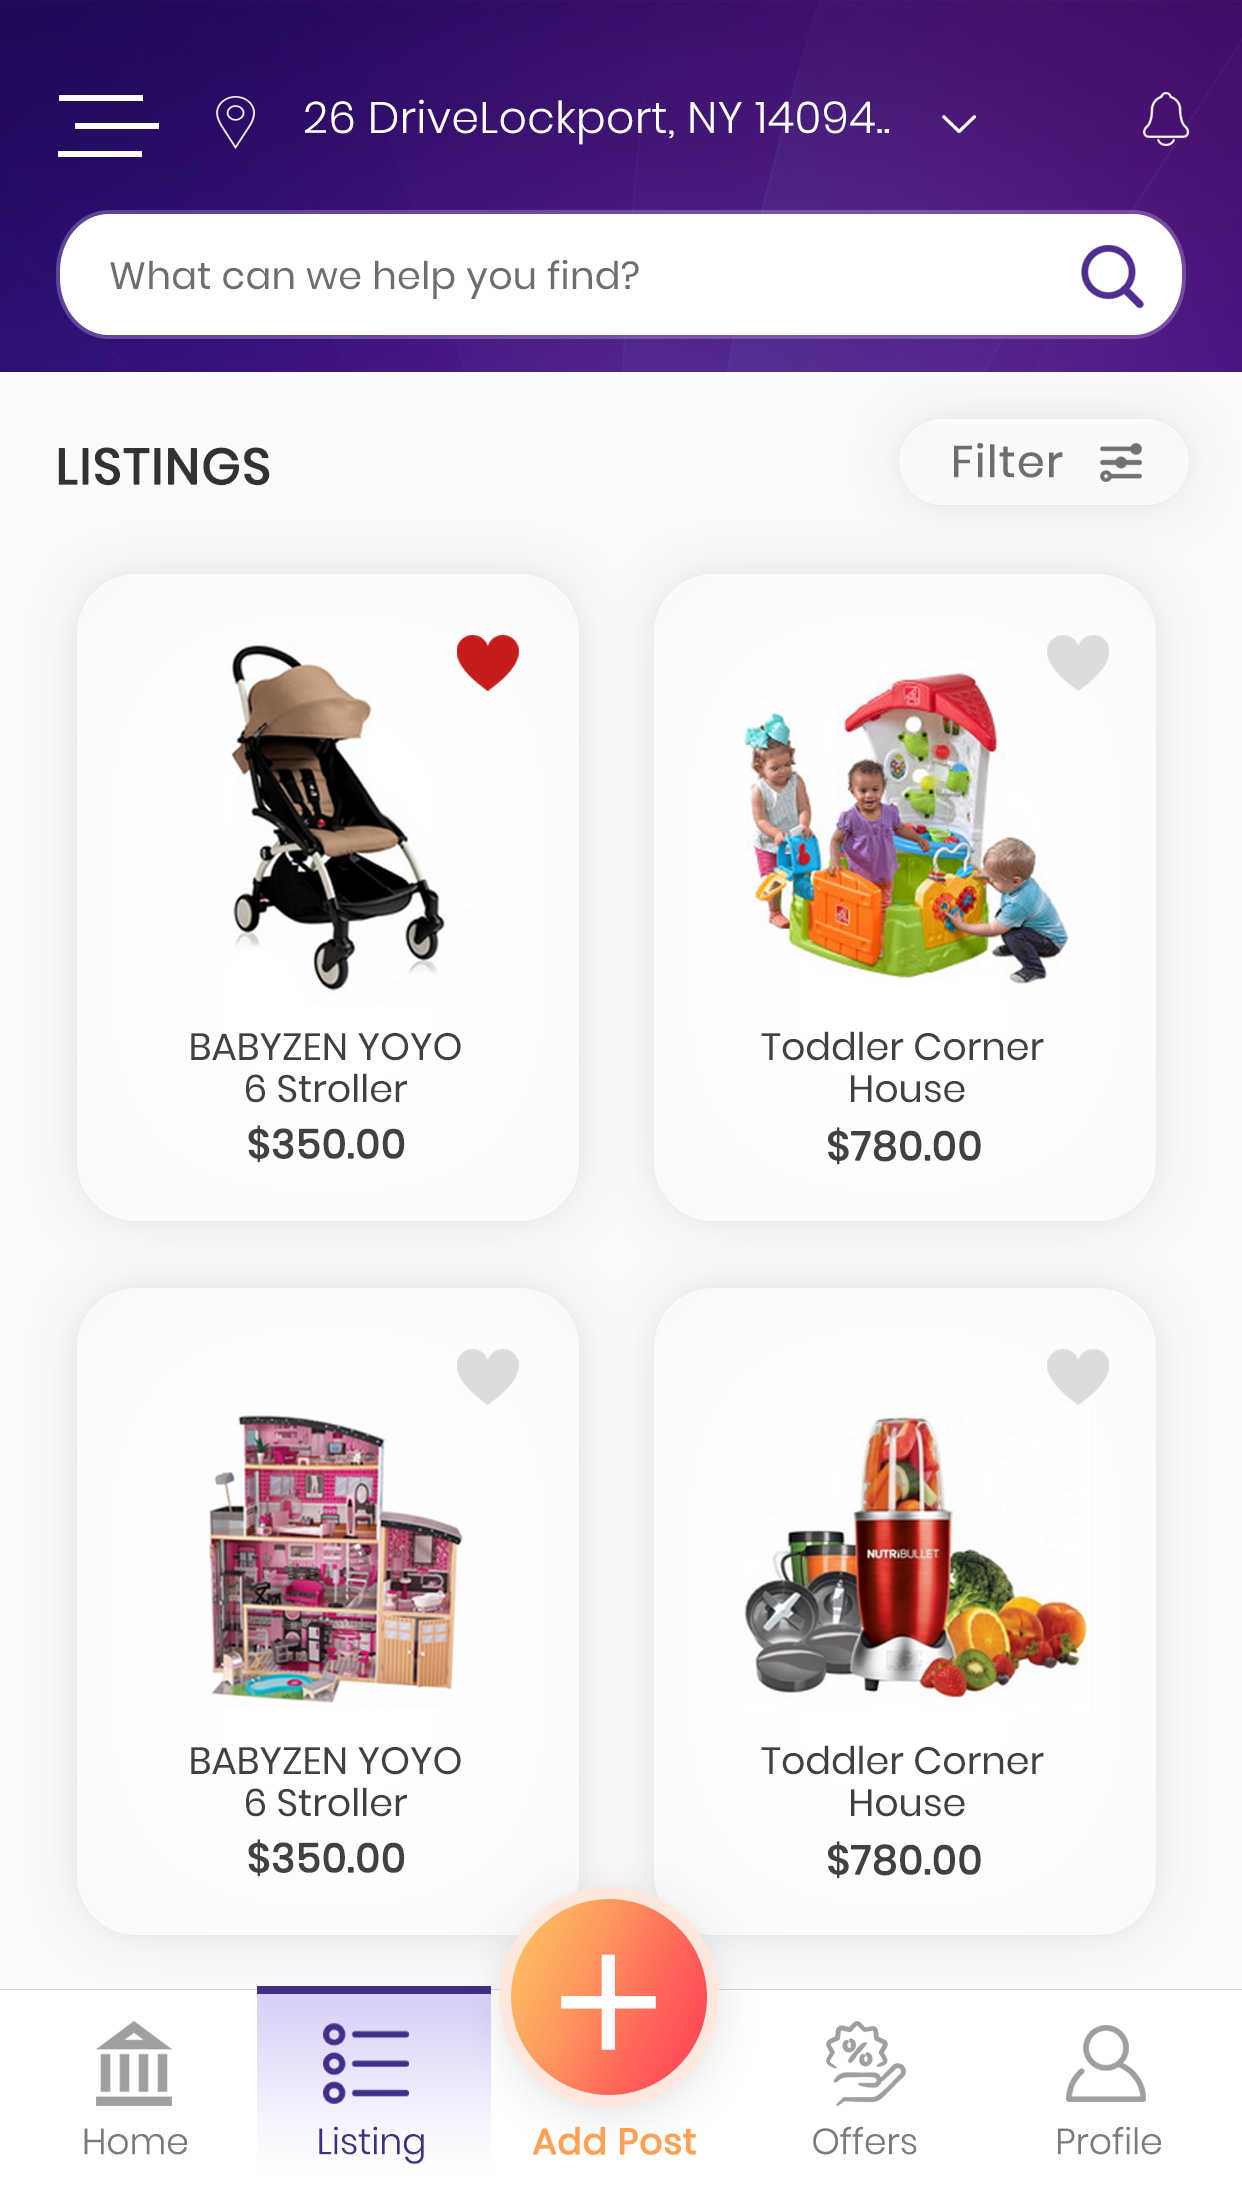 26 DriveLockport, NY 14094..
What can we help you find?
LISTINGS
Filter
BABYZEN YOYO
6 Stroller
$350.00
Toddler Corner
House
$780.00
NUTRiBULLET
BABYZEN YOYO
6 Stroller
$350.00
Toddler Corner
House
$780.00
Home
Listing
Add Post
Offers
Profile